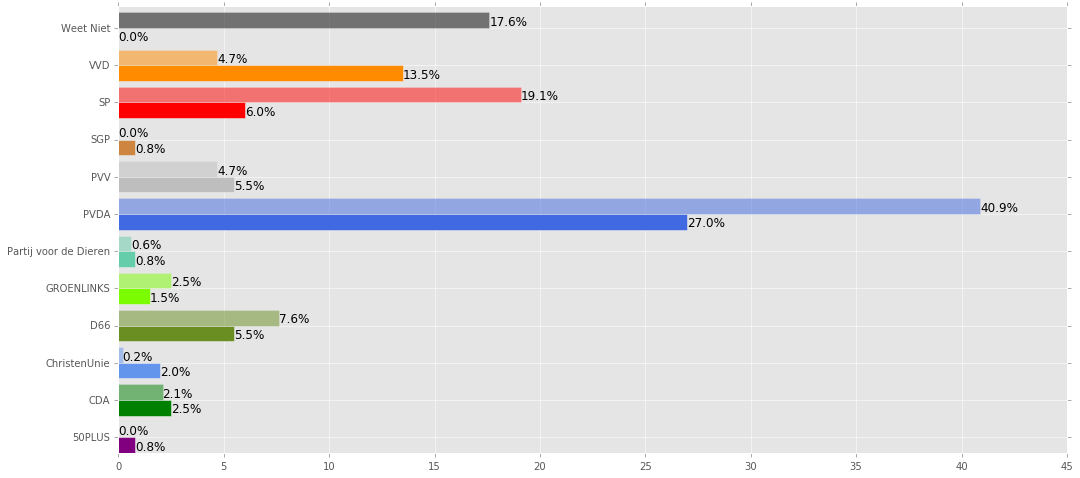 Weet Niet
17.6%
0.0%
VVD
4.7%
13.5%
SP
19.1%
6.0%
SGP
0.0%
0.8%
PVV
4.7%
5.5%
PVDA
40.9%
27.0%
Partij voor de Dieren
0.6%
0.8%
GROENLINKS
2.5%
1.5%
D66
7.6%
5.5%
ChristenUnie
0.2%
2.0%
CDA
2.1%
2.5%
50PLUS
0.0%
0.8%
0 5 10 15 20 25 30 35 40 45